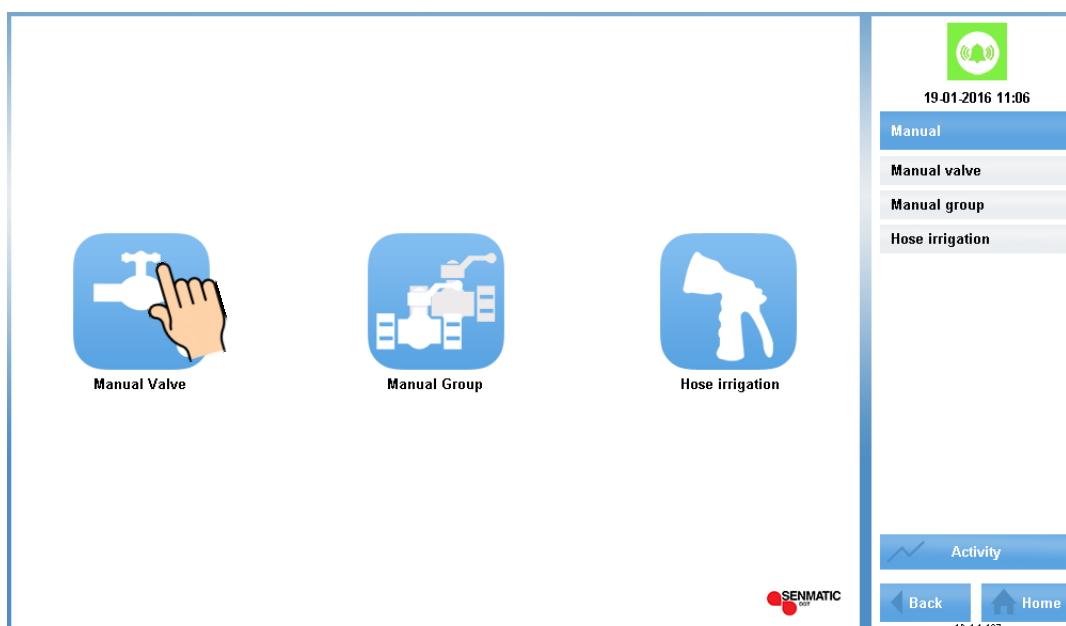 19-01-2016 11:06
Manual
Manual valve
Manual group
Hose irrigation
Manual Valve
Manual Group
Hose irrigation
Activity
SENMATIC
DGT
Back
Home